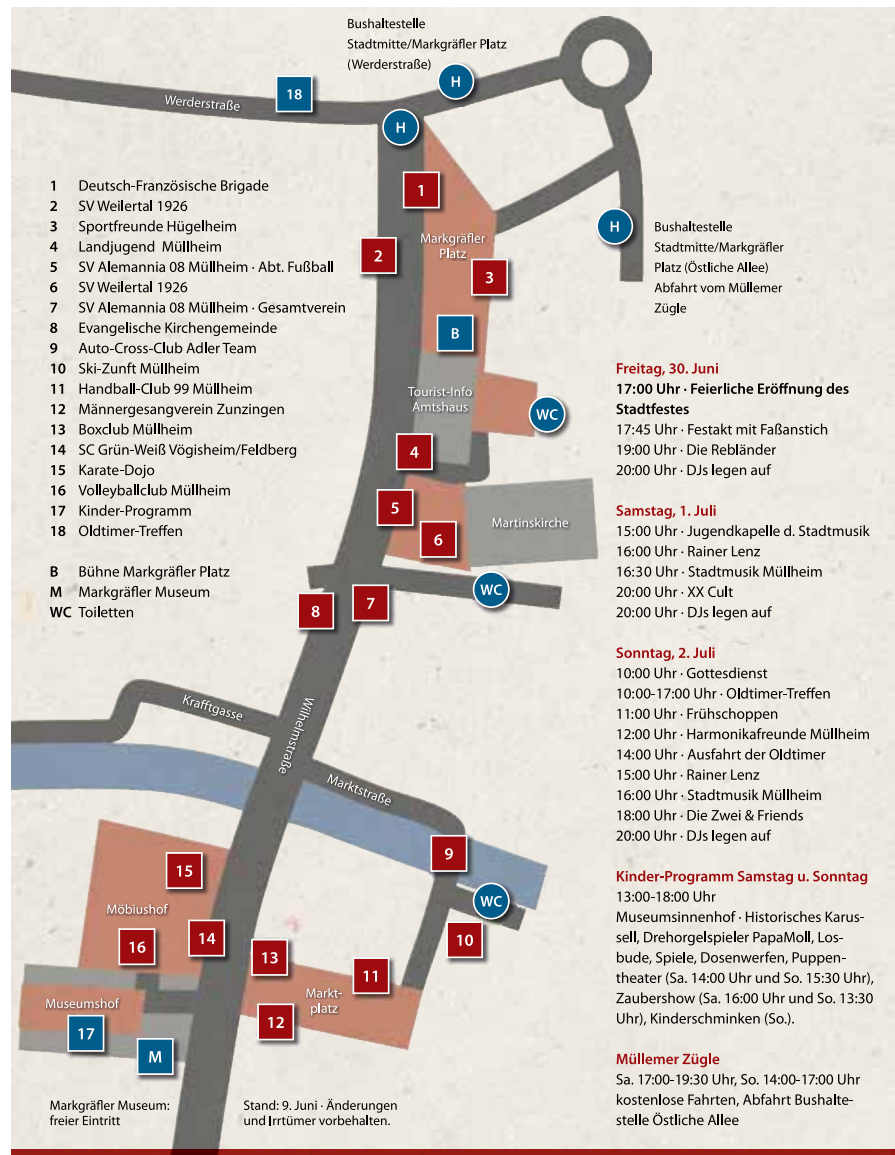 Bushaltestelle
Stadtmitte/Markgräfler Platz
(Werderstraße)
H
18
Werderstraße
H
1 Deutsch-Französische Brigade
2 SV Weilertal 1926
3 Sportfreunde Hügelheim
4 Landjugend Müllheim
5 SV Alemannia 08 Müllheim · Abt. Fußball
6 SV Weilertal 1926
7 SV Alemannia 08 Müllheim · Gesamtverein
8 Evangelische Kirchengemeinde
9 Auto-Cross-Club Adler Team
10 Ski-Zunft Müllheim
11 Handball-Club 99 Müllheim
12 Männergesangverein Zunzingen
13 Boxclub Müllheim
14 SC Grün-Weiß Vögisheim/Feldberg
15 Karate-Dojo
16 Volleyballclub Müllheim
17 Kinder-Programm
18 Oldtimer-Treffen
B Bühne Markgräfler Platz
M Markgräfler Museum
WC Toiletten
1
Markgräfler
Platz
2
3
B
Tourist-Info
Amtshaus
WC
4
5
6
Martinskirche
WC
8
7
H
Bushaltestelle
Stadtmitte/Markgräfler
Platz (Östliche Allee)
Abfahrt vom Müllemer
Zügle
Krafftgasse
Wilhelmstraße
Marktstraße
9
15
Möbiushof
WC
16
14
10
13
11
Markt-
platz
12
Museumshof
17
M
Markgräfler Museum:
freier Eintritt
Stand: 9. Juni · Änderungen
und Irrtümer vorbehalten.
Freitag, 30. Juni
17:00 Uhr · Feierliche Eröffnung des
Stadtfestes
17:45 Uhr · Festakt mit Faßanstich
19:00 Uhr · Die Rebländer
20:00 Uhr · DJs legen auf
Samstag, 1. Juli
15:00 Uhr · Jugendkapelle d. Stadtmusik
16:00 Uhr · Rainer Lenz
16:30 Uhr · Stadtmusik Müllheim
20:00 Uhr · XX Cult
20:00 Uhr · DJs legen auf
Sonntag, 2. Juli
10:00 Uhr · Gottesdienst
10:00-17:00 Uhr · Oldtimer-Treffen
11:00 Uhr · Frühschoppen
12:00 Uhr · Harmonikafreunde Müllheim
14:00 Uhr · Ausfahrt der Oldtimer
15:00 Uhr · Rainer Lenz
16:00 Uhr · Stadtmusik Müllheim
18:00 Uhr · Die Zwei & Friends
20:00 Uhr · DJs legen auf
Kinder-Programm Samstag u. Sonntag
13:00-18:00 Uhr
Museumsinnenhof · Historisches Karus-
sell, Drehorgelspieler PapaMoll, Los-
bude, Spiele, Dosenwerfen, Puppen-
theater (Sa. 14:00 Uhr und So. 15:30 Uhr),
Zaubershow (Sa. 16:00 Uhr und So. 13:30
Uhr), Kinderschminken (So.).
Müllemer Zügle
Sa. 17:00-19:30 Uhr, So. 14:00-17:00 Uhr
kostenlose Fahrten, Abfahrt Bushalte-
stelle Östliche Allee